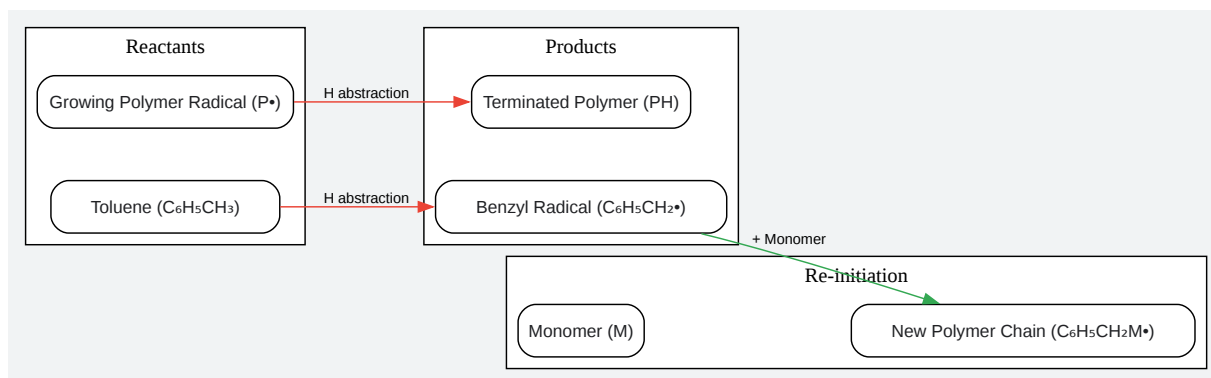 Reactants
Products
Growing Polymer Radical (P•)
H abstraction
Terminated Polymer (PH)
Toluene (C₆H₅CH₃)
H abstraction
Benzyl Radical (C₆H₅CH₂•)
+ Monomer
Re-initiation
Monomer (M)
New Polymer Chain (C₆H₅CH₂M•)